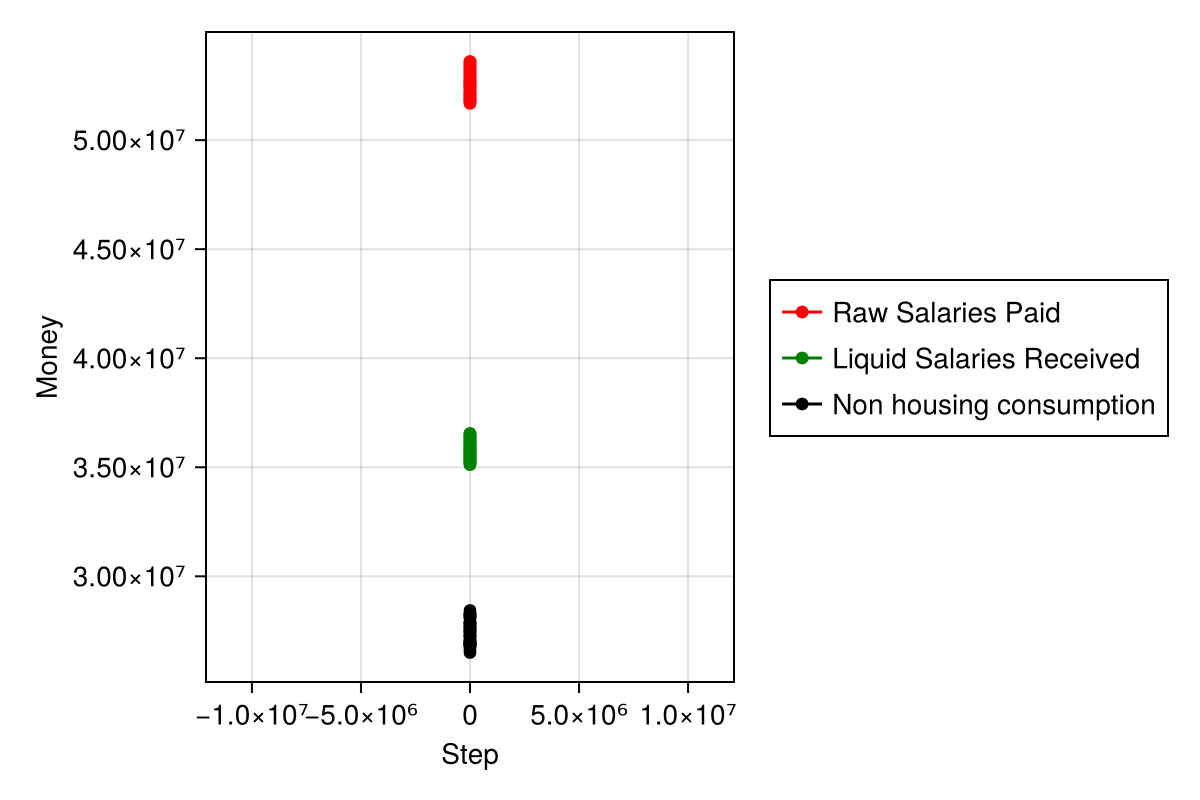 5.00×10⁷
4.50×10⁷
4.00×10⁷
3.50×10⁷
3.00×10⁷
Money
−1.0×10⁷ −5.0×10⁶ 0 5.0×10⁶ 1.0×10⁷
Step
Raw Salaries Paid
Liquid Salaries Received
Non housing consumption